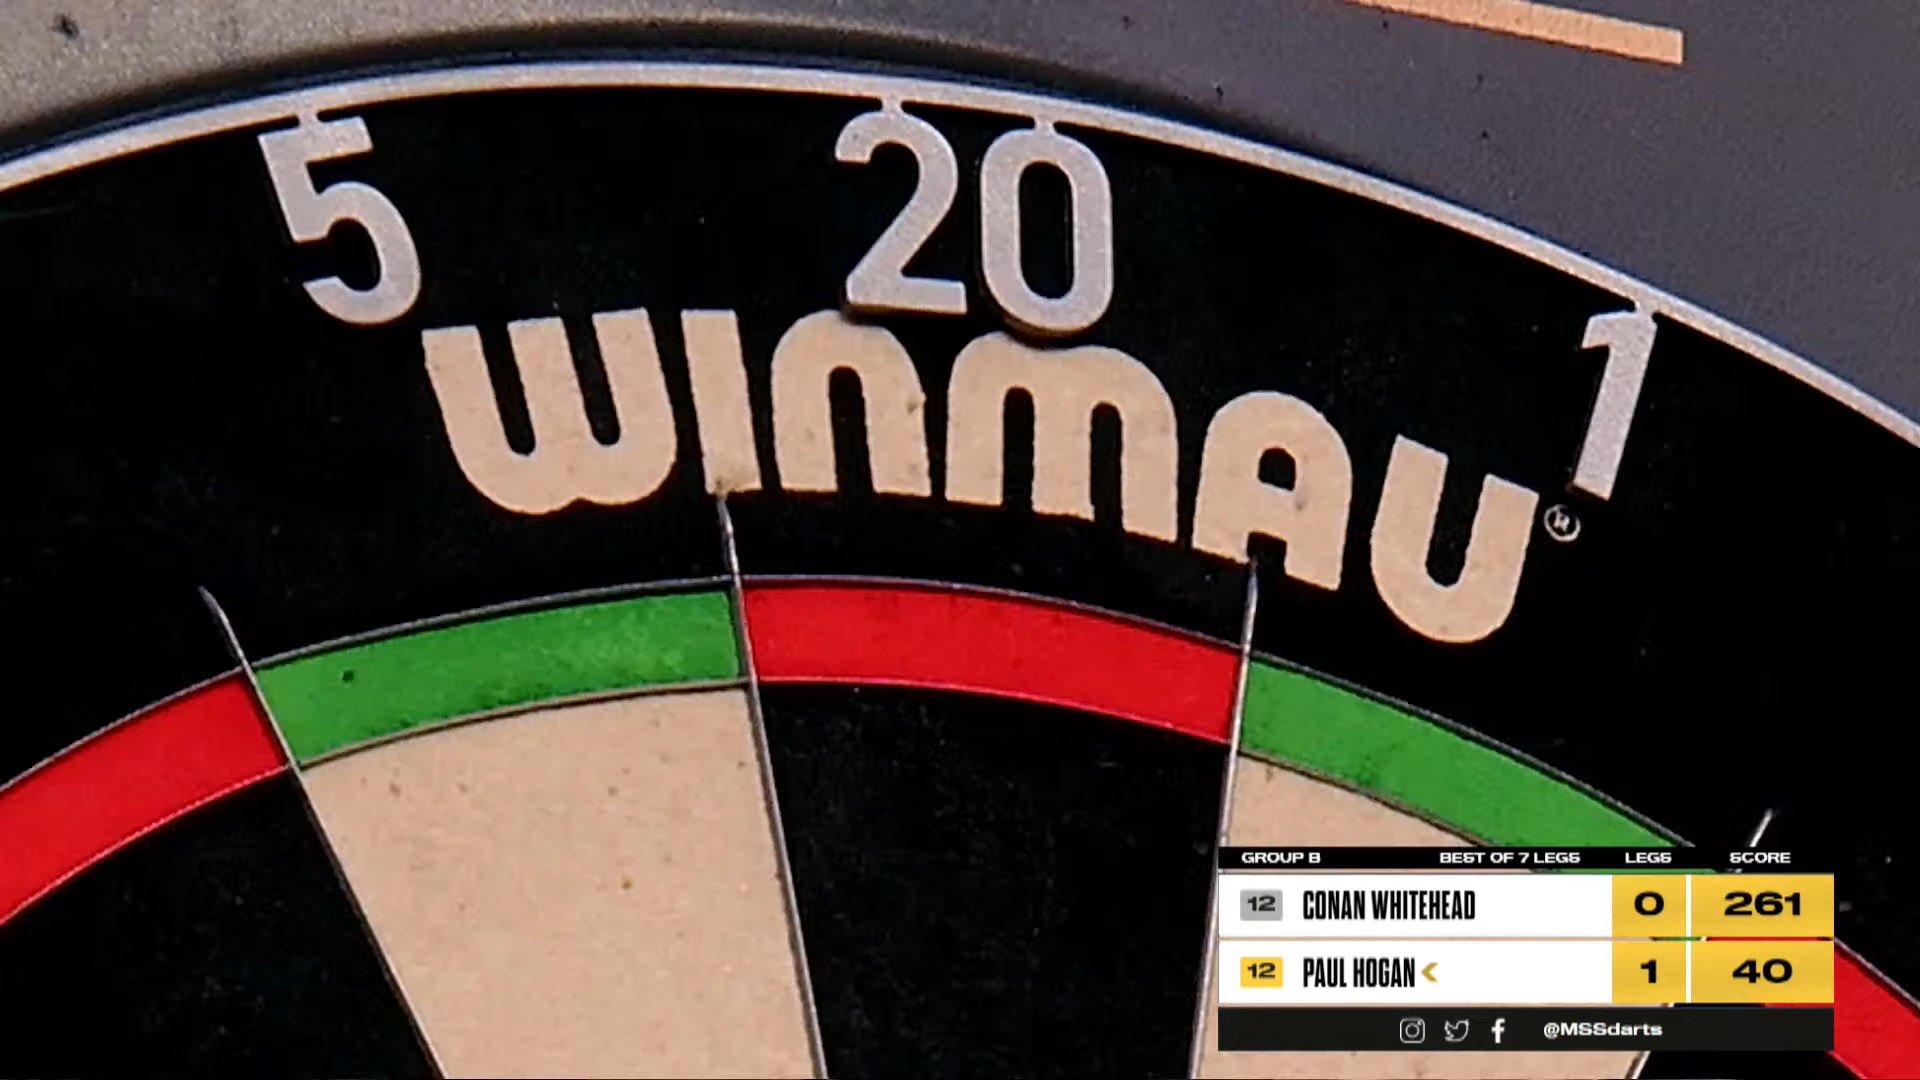 5 20 1
WINMAU®
GROUP B BEST OF 7 LEGS LEGS SCORE
12 CONAN WHITEHEAD 0 261
12 PAUL HOGAN 1 40
@MSSdarts